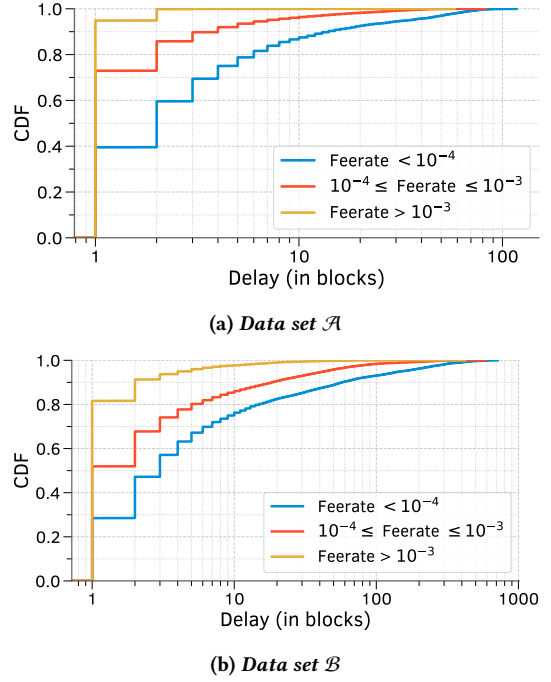 1.0
0.8
0.6
0.4
0.2
0.0
CDF
Feerate < 10⁻⁴
10⁻⁴ ≤ Feerate ≤ 10⁻³
Feerate > 10⁻³
1 10 100
Delay (in blocks)
(a) Data set 𝒜
1.0
0.8
0.6
0.4
0.2
0.0
CDF
Feerate < 10⁻⁴
10⁻⁴ ≤ Feerate ≤ 10⁻³
Feerate > 10⁻³
1 10 100 1000
Delay (in blocks)
(b) Data set ℬ